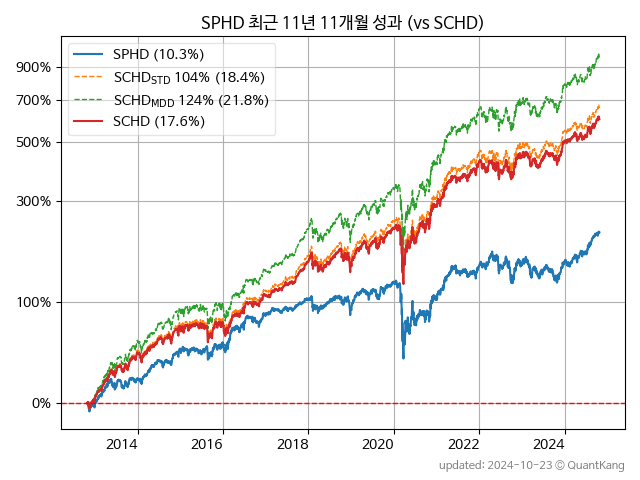 SPHD 최근 11년 11개월 성과 (vs SCHD)
SPHD (10.3%)
SCHD_STD 104% (18.4%)
SCHD_MDD 124% (21.8%)
SCHD (17.6%)
900%
700%
500%
300%
100%
0%
2014 2016 2018 2020 2022 2024
updated: 2024-10-23 ⓒ QuantKang